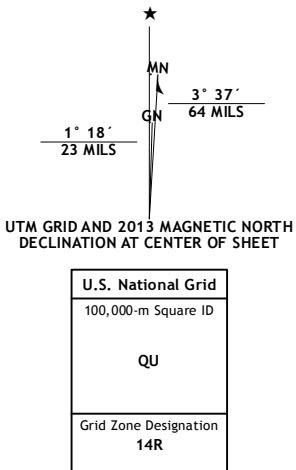 ★
MN
3° 37´
64 MILS
GN
1° 18´
23 MILS
UTM GRID AND 2013 MAGNETIC NORTH
DECLINATION AT CENTER OF SHEET
U.S. National Grid
100,000-m Square ID
QU
Grid Zone Designation
14R